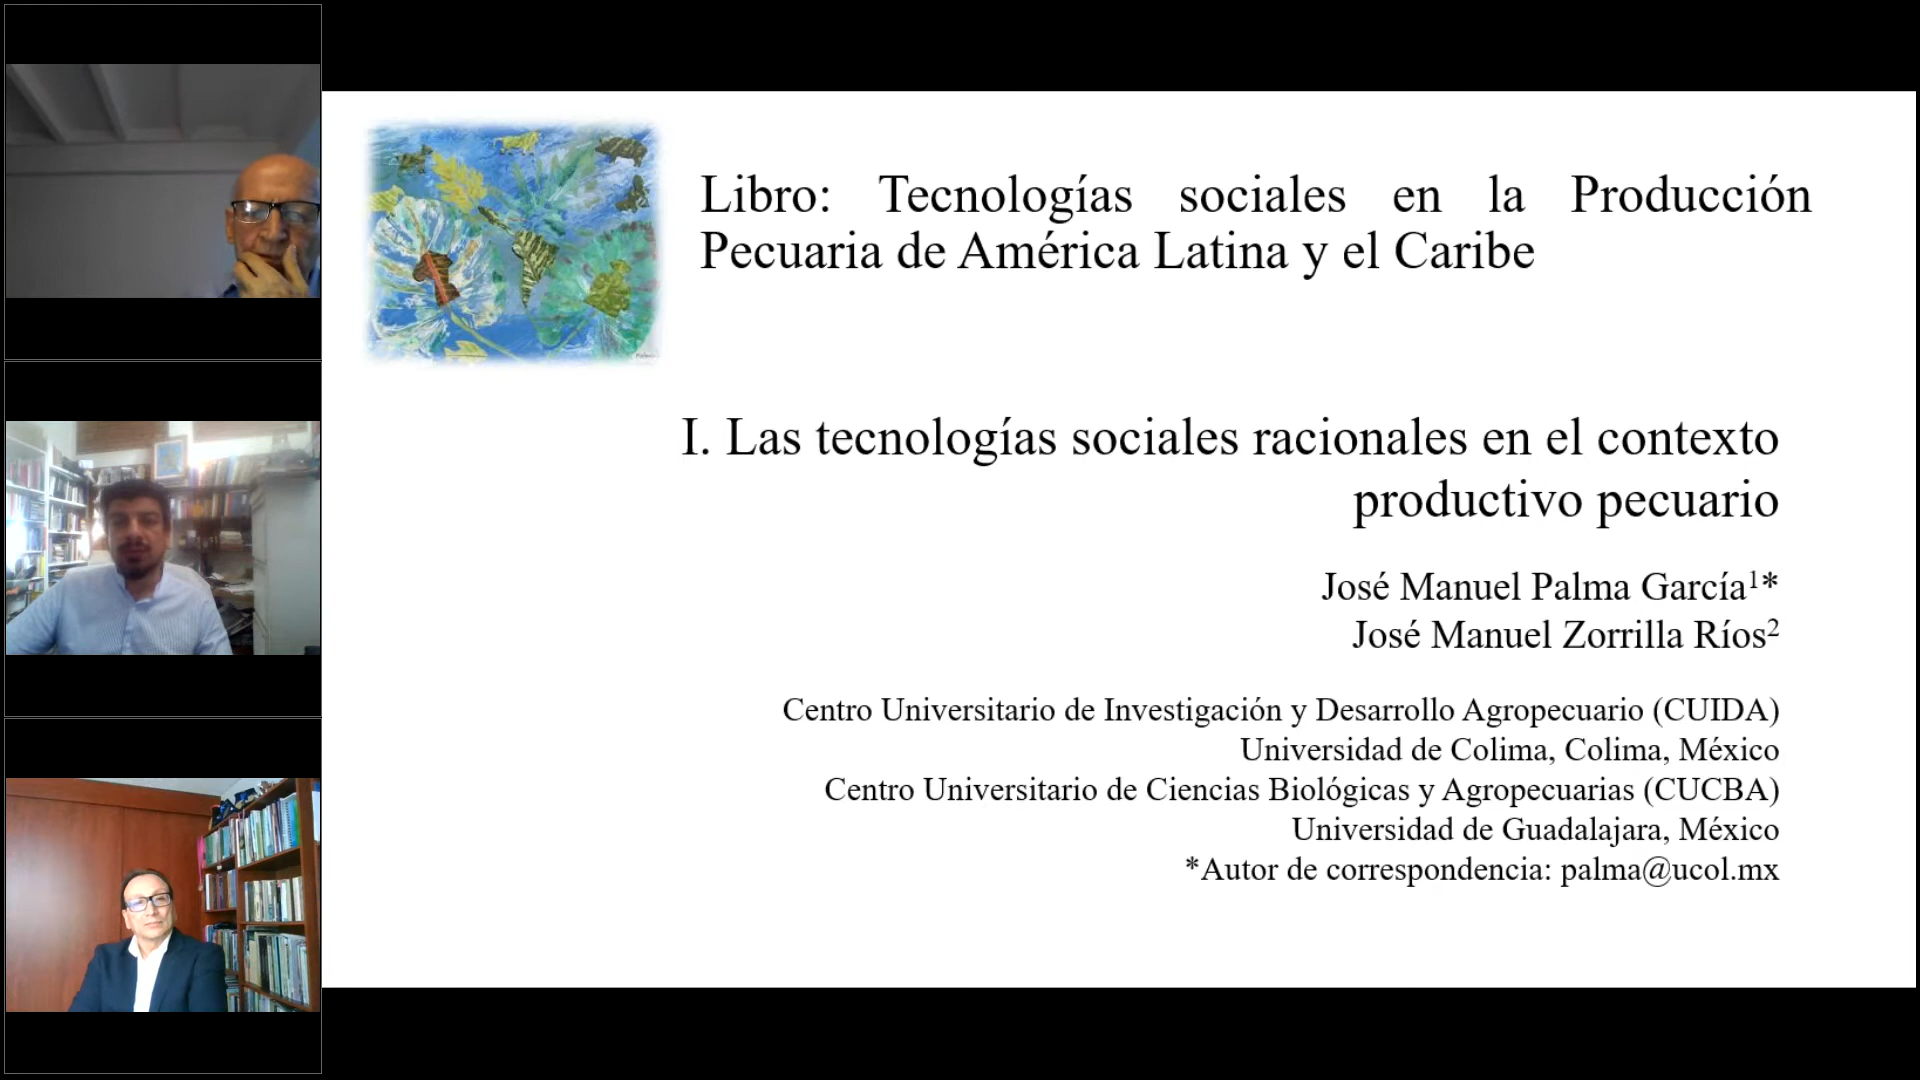 Libro: Tecnologías sociales en la Producción
Pecuaria de América Latina y el Caribe
I. Las tecnologías sociales racionales en el contexto
productivo pecuario
José Manuel Palma García¹*
José Manuel Zorrilla Ríos²
Centro Universitario de Investigación y Desarrollo Agropecuario (CUIDA)
Universidad de Colima, Colima, México
Centro Universitario de Ciencias Biológicas y Agropecuarias (CUCBA)
Universidad de Guadalajara, México
*Autor de correspondencia: palma@ucol.mx